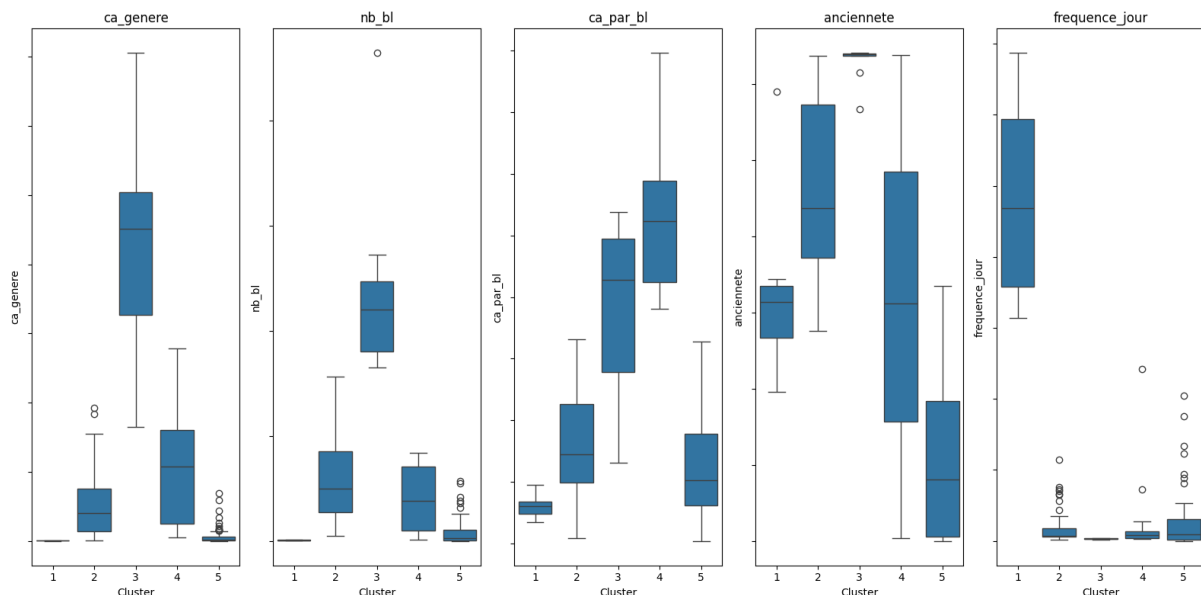 ca_genere
nb_bl
ca_par_bl
anciennete
frequence_jour
ca_genere
nb_bl
ca_par_bl
anciennete
frequence_jour
1 2 3 4 5
1 2 3 4 5
1 2 3 4 5
1 2 3 4 5
1 2 3 4 5
Cluster
Cluster
Cluster
Cluster
Cluster